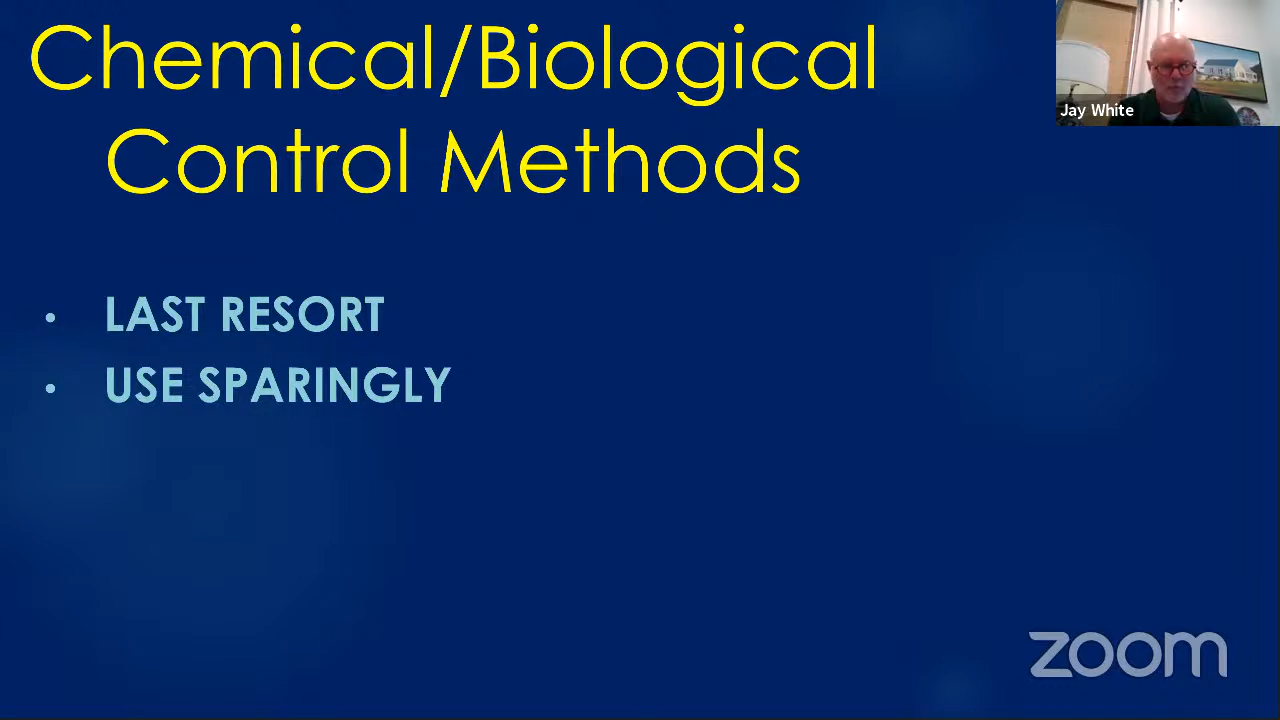 Chemical/Biological
Control Methods
Jay White
• LAST RESORT
• USE SPARINGLY
zoom